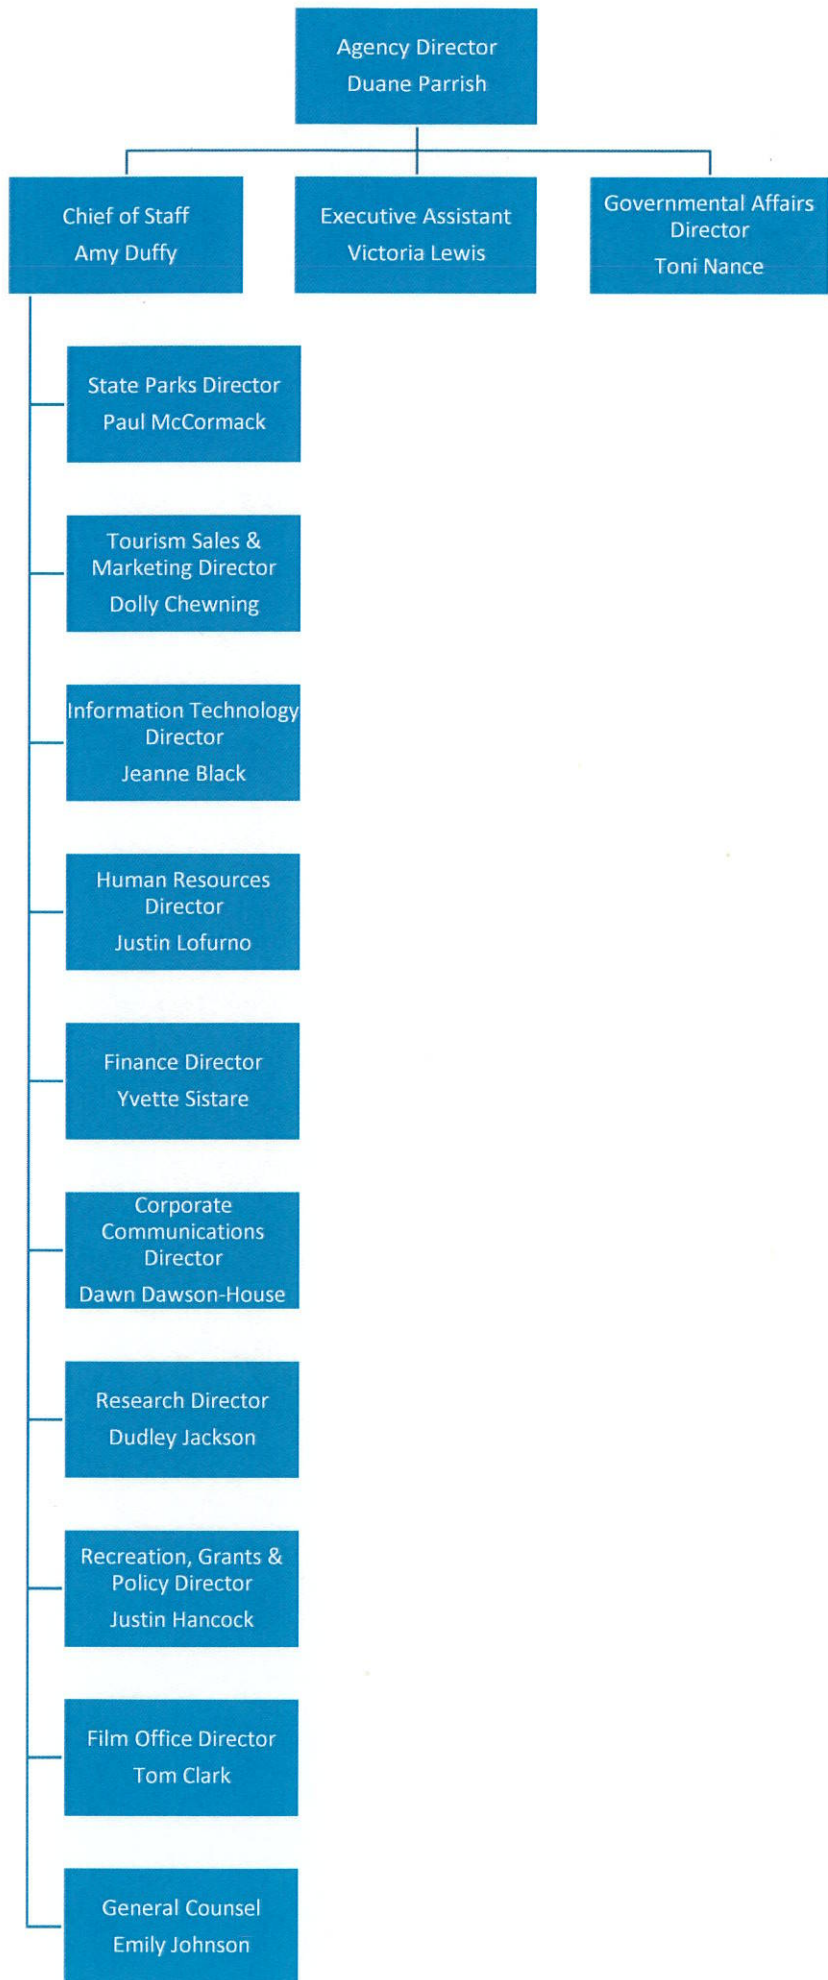 Agency Director
Duane Parrish
Chief of Staff
Amy Duffy
Executive Assistant
Victoria Lewis
Governmental Affairs
Director
Toni Nance
State Parks Director
Paul McCormack
Tourism Sales &
Marketing Director
Dolly Chewning
Information Technology
Director
Jeanne Black
Human Resources
Director
Justin Lofurno
Finance Director
Yvette Sistare
Corporate
Communications
Director
Dawn Dawson-House
Research Director
Dudley Jackson
Recreation, Grants &
Policy Director
Justin Hancock
Film Office Director
Tom Clark
General Counsel
Emily Johnson